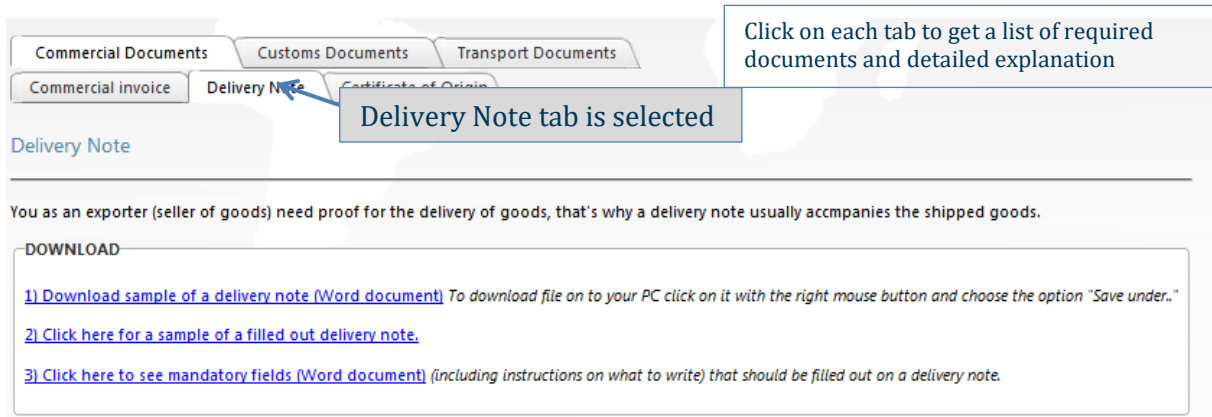 Click on each tab to get a list of required
documents and detailed explanation
Commercial Documents Customs Documents Transport Documents
Commercial invoice Delivery Note Certificate of Origin
Delivery Note tab is selected
Delivery Note
You as an exporter (seller of goods) need proof for the delivery of goods, that's why a delivery note usually accmpanies the shipped goods.
DOWNLOAD
1) Download sample of a delivery note (Word document) To download file on to your PC click on it with the right mouse button and choose the option "Save under.."
2) Click here for a sample of a filled out delivery note.
3) Click here to see mandatory fields (Word document) (including instructions on what to write) that should be filled out on a delivery note.